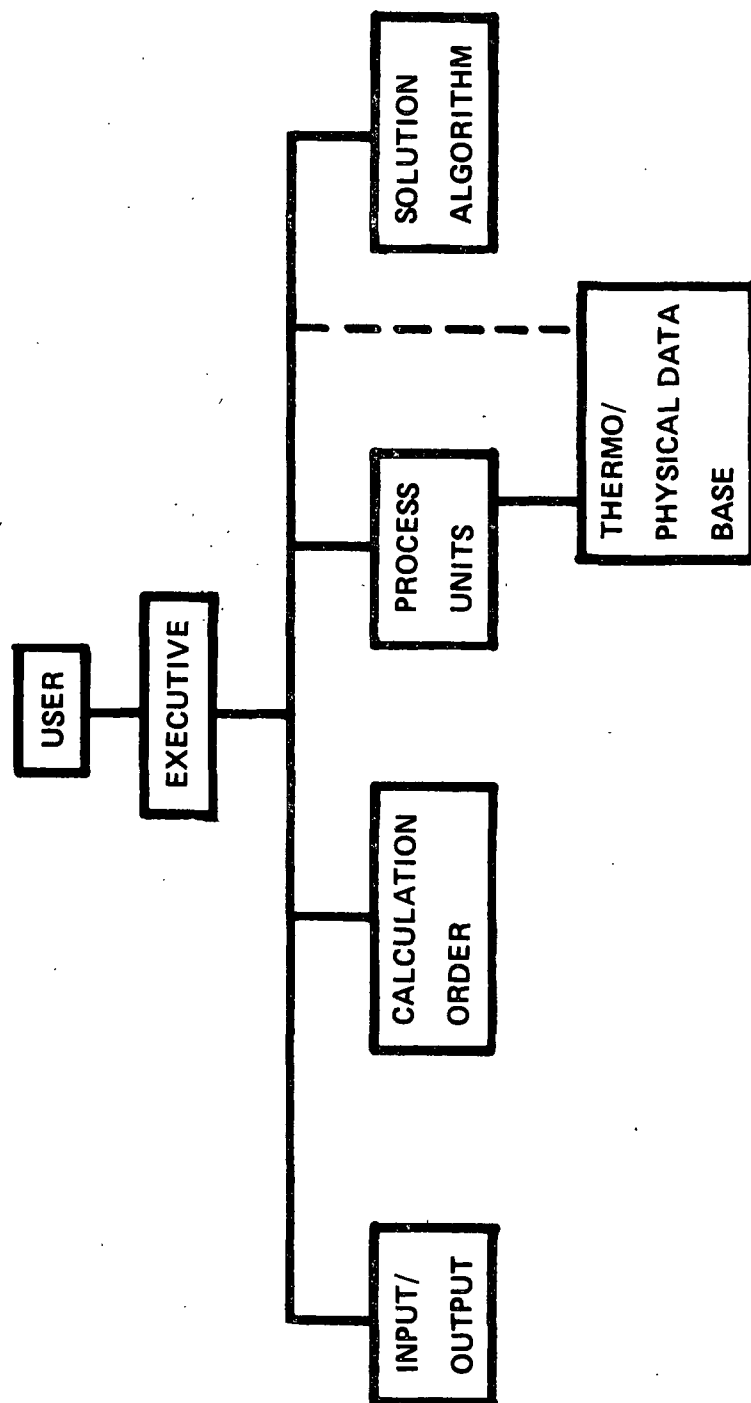 USER
EXECUTIVE
INPUT/
OUTPUT
CALCULATION
ORDER
PROCESS
UNITS
SOLUTION
ALGORITHM
THERMO/
PHYSICAL DATA
BASE